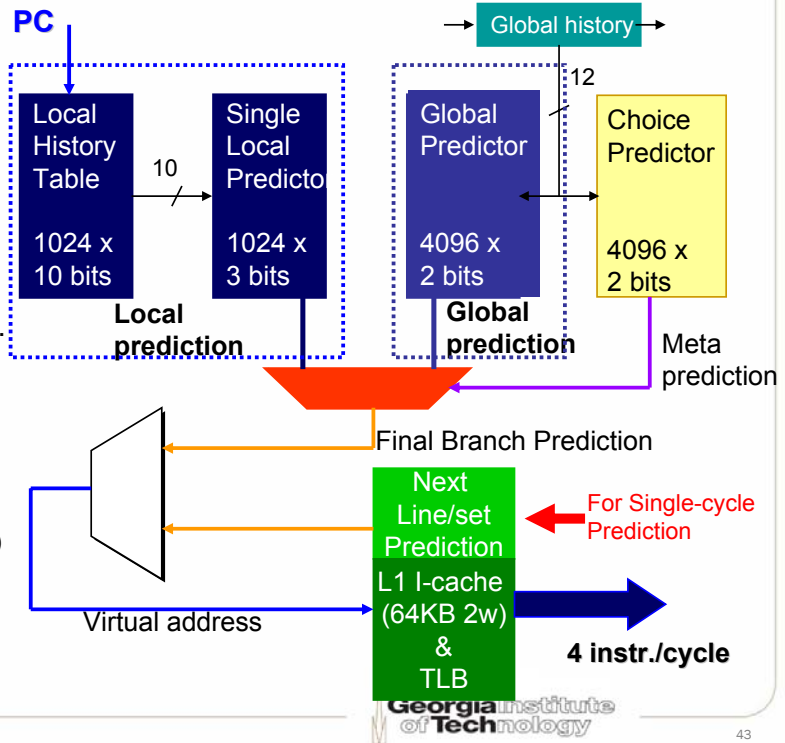 PC
Global history
12
Local
History
Table
1024 x
10 bits
10
Single
Local
Predictor
1024 x
3 bits
Global
Predictor
4096 x
2 bits
Choice
Predictor
4096 x
2 bits
Local
prediction
Global
prediction
Meta
prediction
Final Branch Prediction
Next
Line/set
Prediction
For Single-cycle
Prediction
L1 I-cache
(64KB 2w)
&
TLB
Virtual address
4 instr./cycle
Georgia Institute
of Technology
43